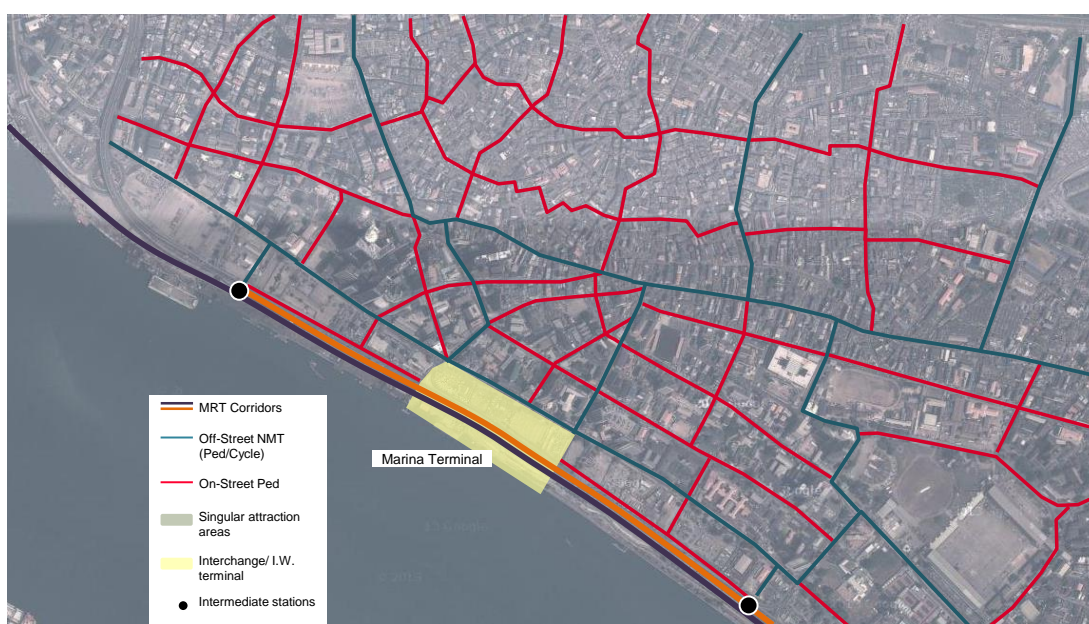 Marina Terminal
MRT Corridors
Off-Street NMT
(Ped/Cycle)
On-Street Ped
Singular attraction
areas
Interchange/ I.W.
terminal
Intermediate stations